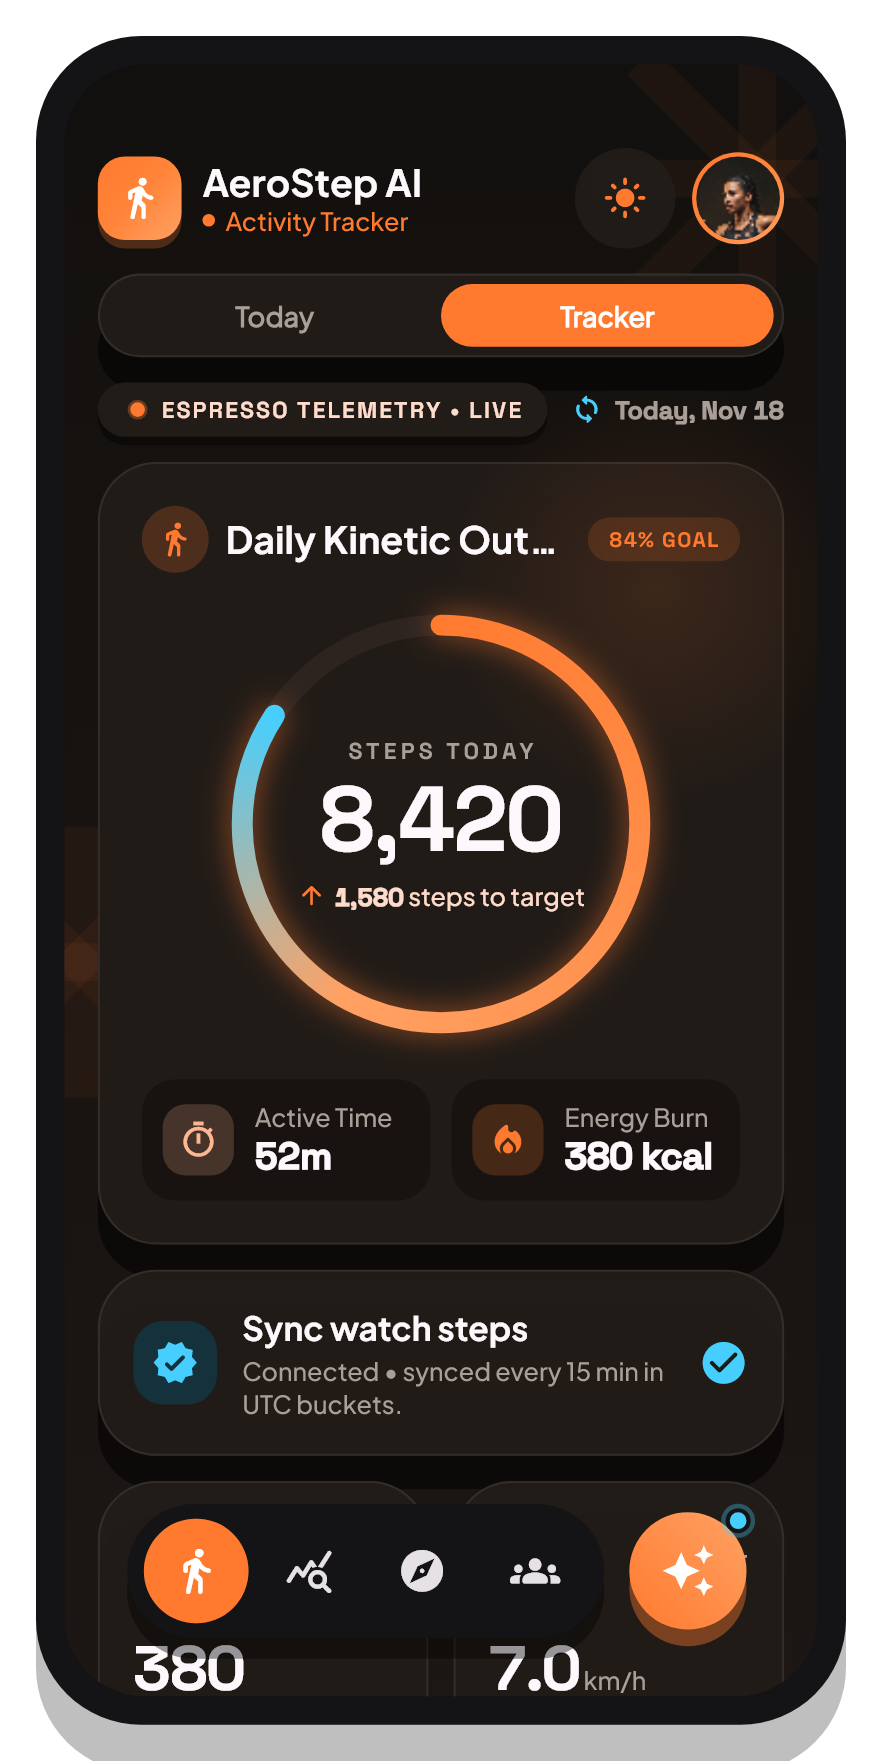 AeroStep AI
Activity Tracker
Today
Tracker
ESPRESSO TELEMETRY • LIVE
Today, Nov 18
Daily Kinetic Out...
84% GOAL
STEPS TODAY
8,420
1,580 steps to target
Active Time
52m
Energy Burn
380 kcal
Sync watch steps
Connected • synced every 15 min in
UTC buckets.
380
7.0 km/h